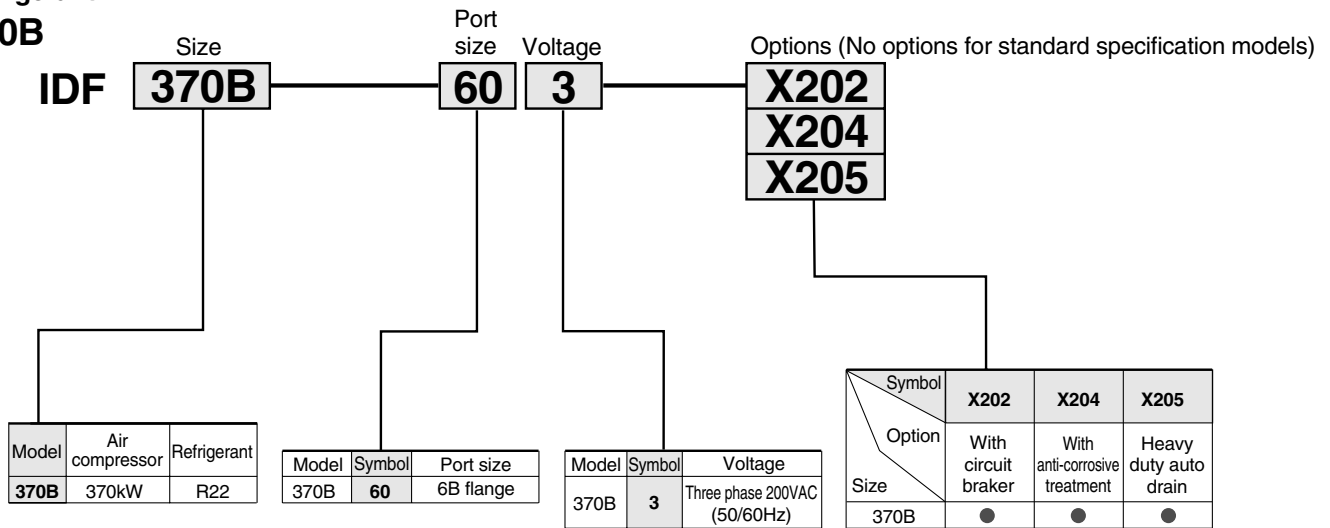 0B
Size
Port
size
Voltage
Options (No options for standard specification models)
IDF 370B 60 3 X202
X204
X205
Model Air compressor Refrigerant
370B 370kW R22
Model Symbol Port size
370B 60 6B flange
Model Symbol Voltage
370B 3 Three phase 200VAC
(50/60Hz)
Symbol X202 X204 X205
Option
With
circuit
braker
With
anti-corrosive
treatment
Heavy
duty auto
drain
Size
370B ● ● ●